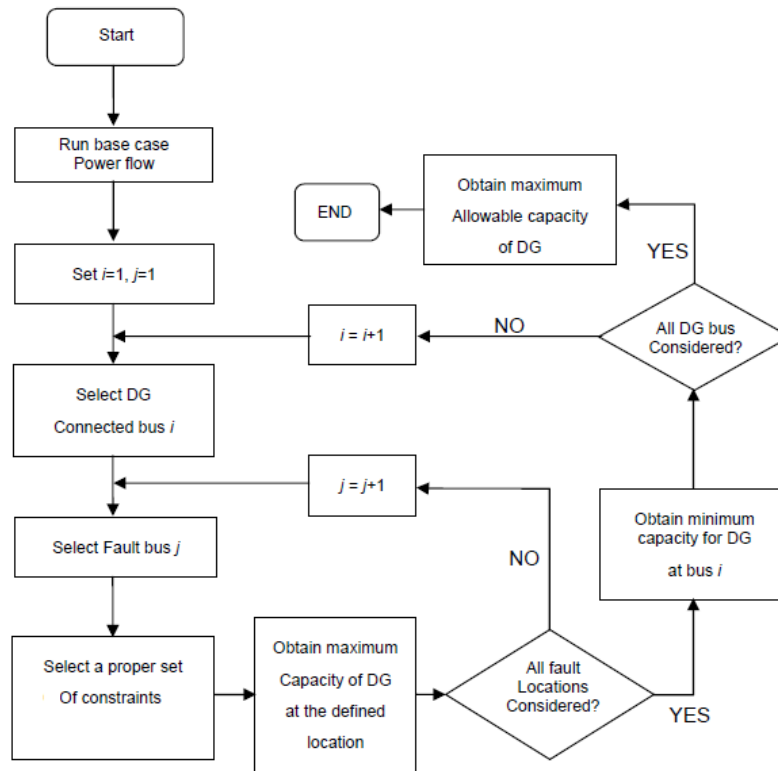 Start
Run base case
Power flow
Set i=1, j=1
Select DG
Connected bus i
Select Fault bus j
Select a proper set
Of constraints
Obtain maximum
Capacity of DG
at the defined
location
All fault
Locations
Considered?
NO
j = j+1
YES
Obtain minimum
capacity for DG
at bus i
All DG bus
Considered?
NO
i = i+1
YES
Obtain maximum
Allowable capacity
of DG
END